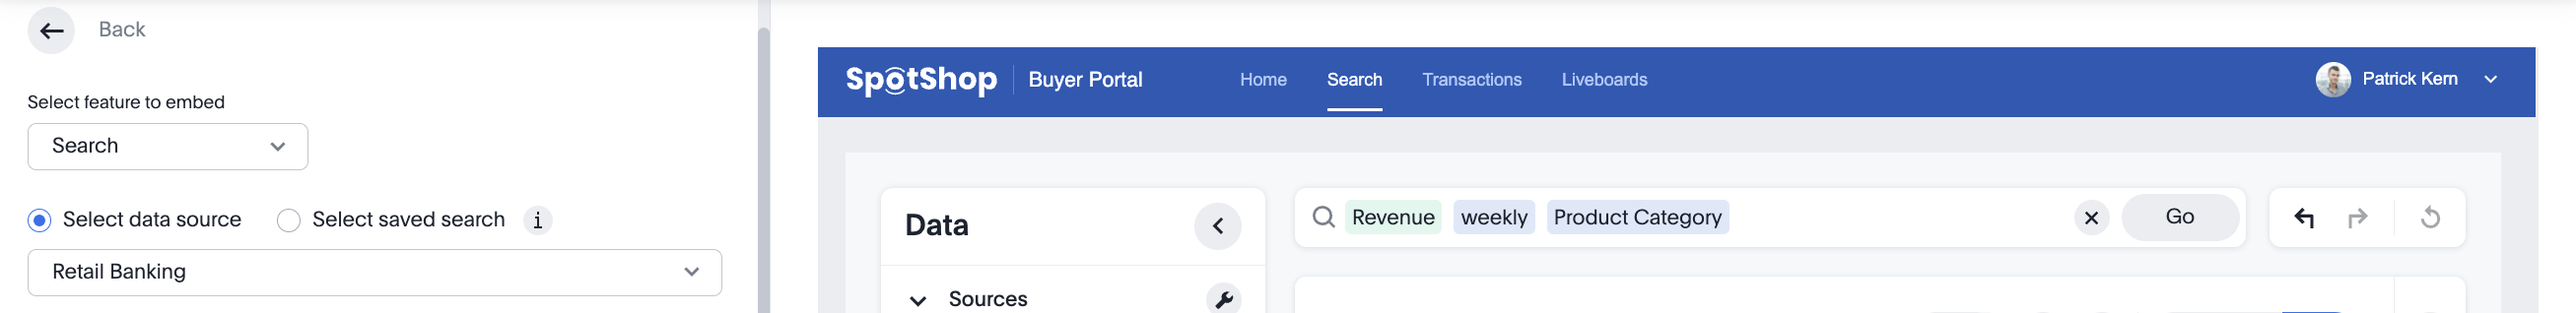 Back
Select feature to embed
Search
Select data source Select saved search i
Retail Banking
SpotShop Buyer Portal Home Search Transactions Liveboards Patrick Kern
Data
Sources
Revenue weekly Product Category Go